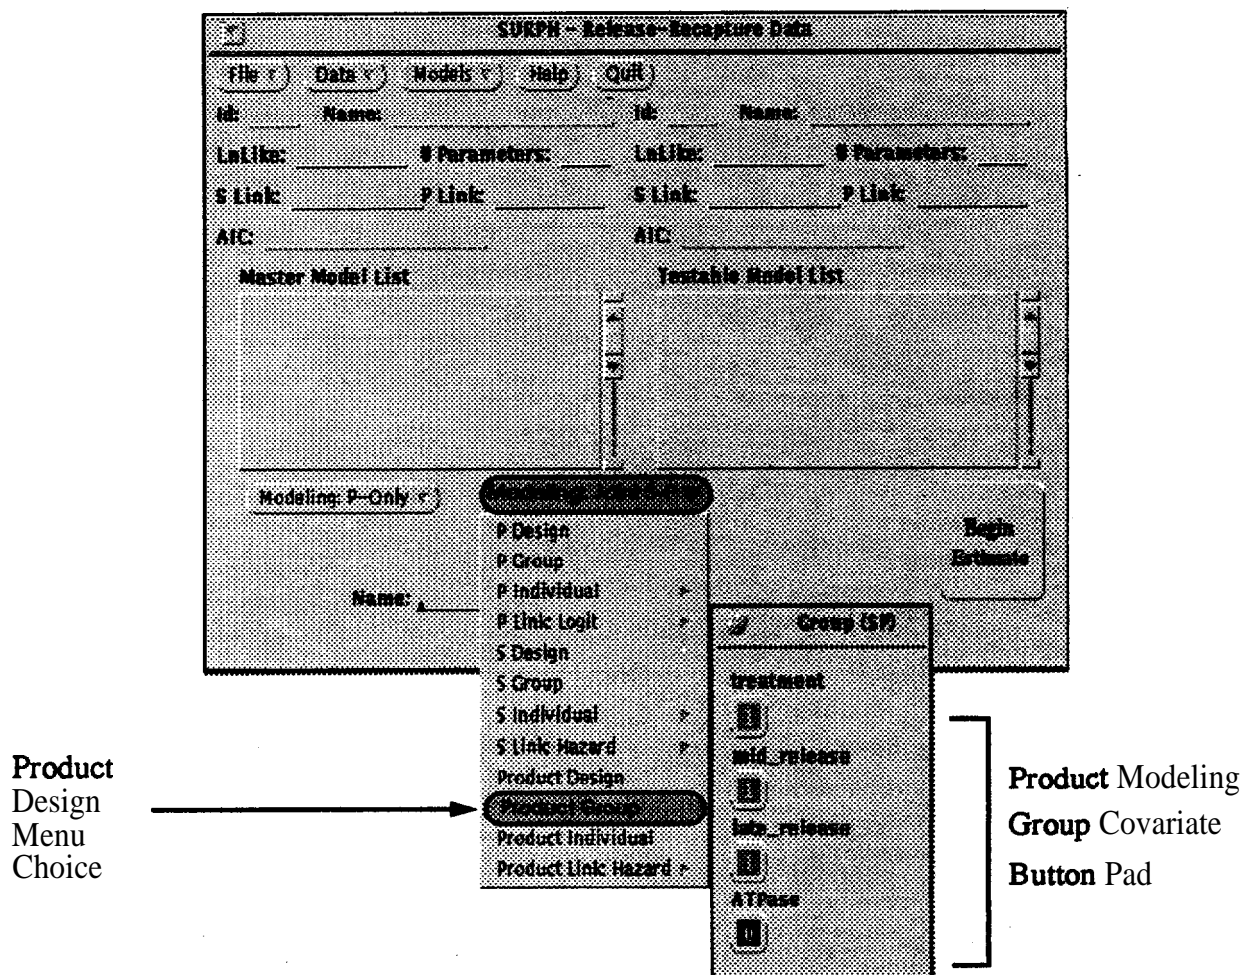 SURPH - Release-Recapture Data
File Data Models Help Quit
Id: Name: Id: Name:
LnLike: # Parameters: LnLike: # Parameters:
S Link: P Link: S Link: P Link:
AIC: AIC:
Master Model List Testable Model List
Modeling: P-Only
Modeling:
Begin
Estimate
P Design
P Group
P Individual
Name:
P Link: Logit
Group (SP)
S Design
S Group
treatment
S Individual
S Link: Hazard
mid_release
Product Design
Product Group
late_release
Product Individual
Product Link: Hazard
ATPase
Product
Design
Menu
Choice
Product Modeling
Group Covariate
Button Pad